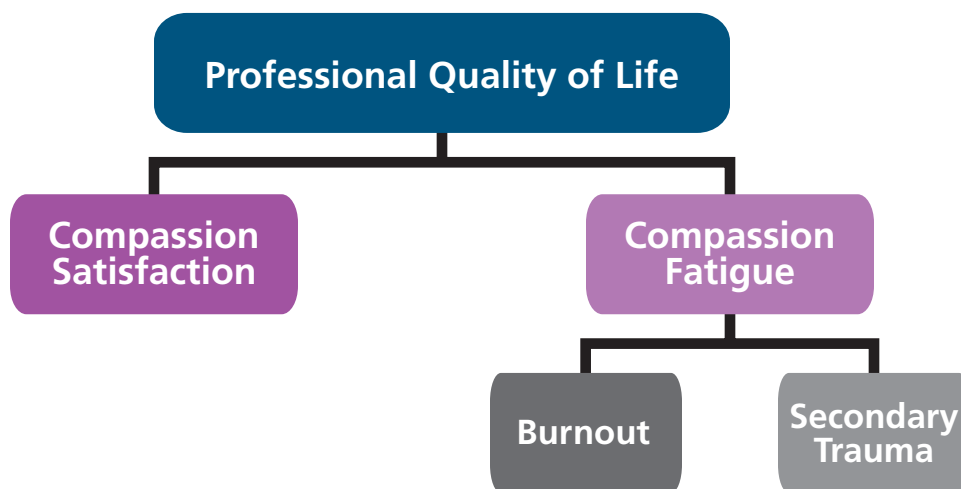 Professional Quality of Life
Compassion
Satisfaction
Compassion
Fatigue
Burnout
Secondary
Trauma